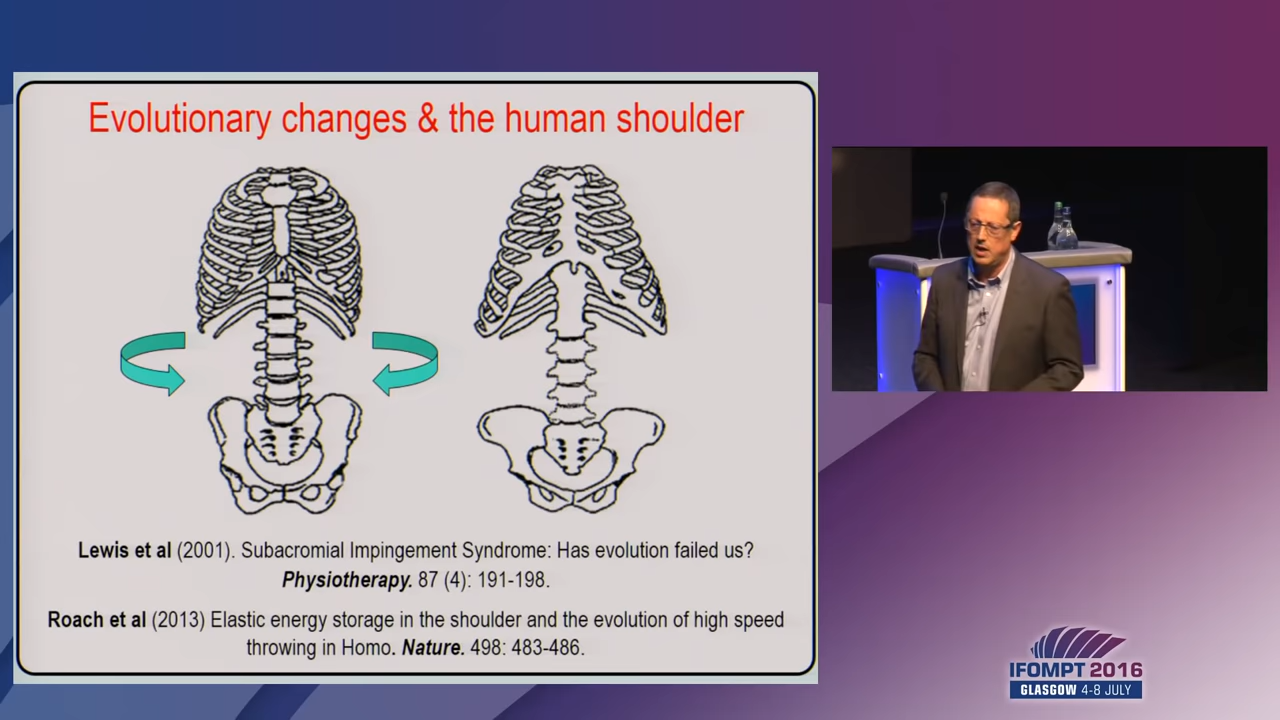 Evolutionary changes & the human shoulder
Lewis et al (2001). Subacromial Impingement Syndrome: Has evolution failed us?
Physiotherapy. 87 (4): 191-198.
Roach et al (2013) Elastic energy storage in the shoulder and the evolution of high speed
throwing in Homo. Nature. 498: 483-486.
IFOMPT 2016
GLASGOW 4-8 JULY